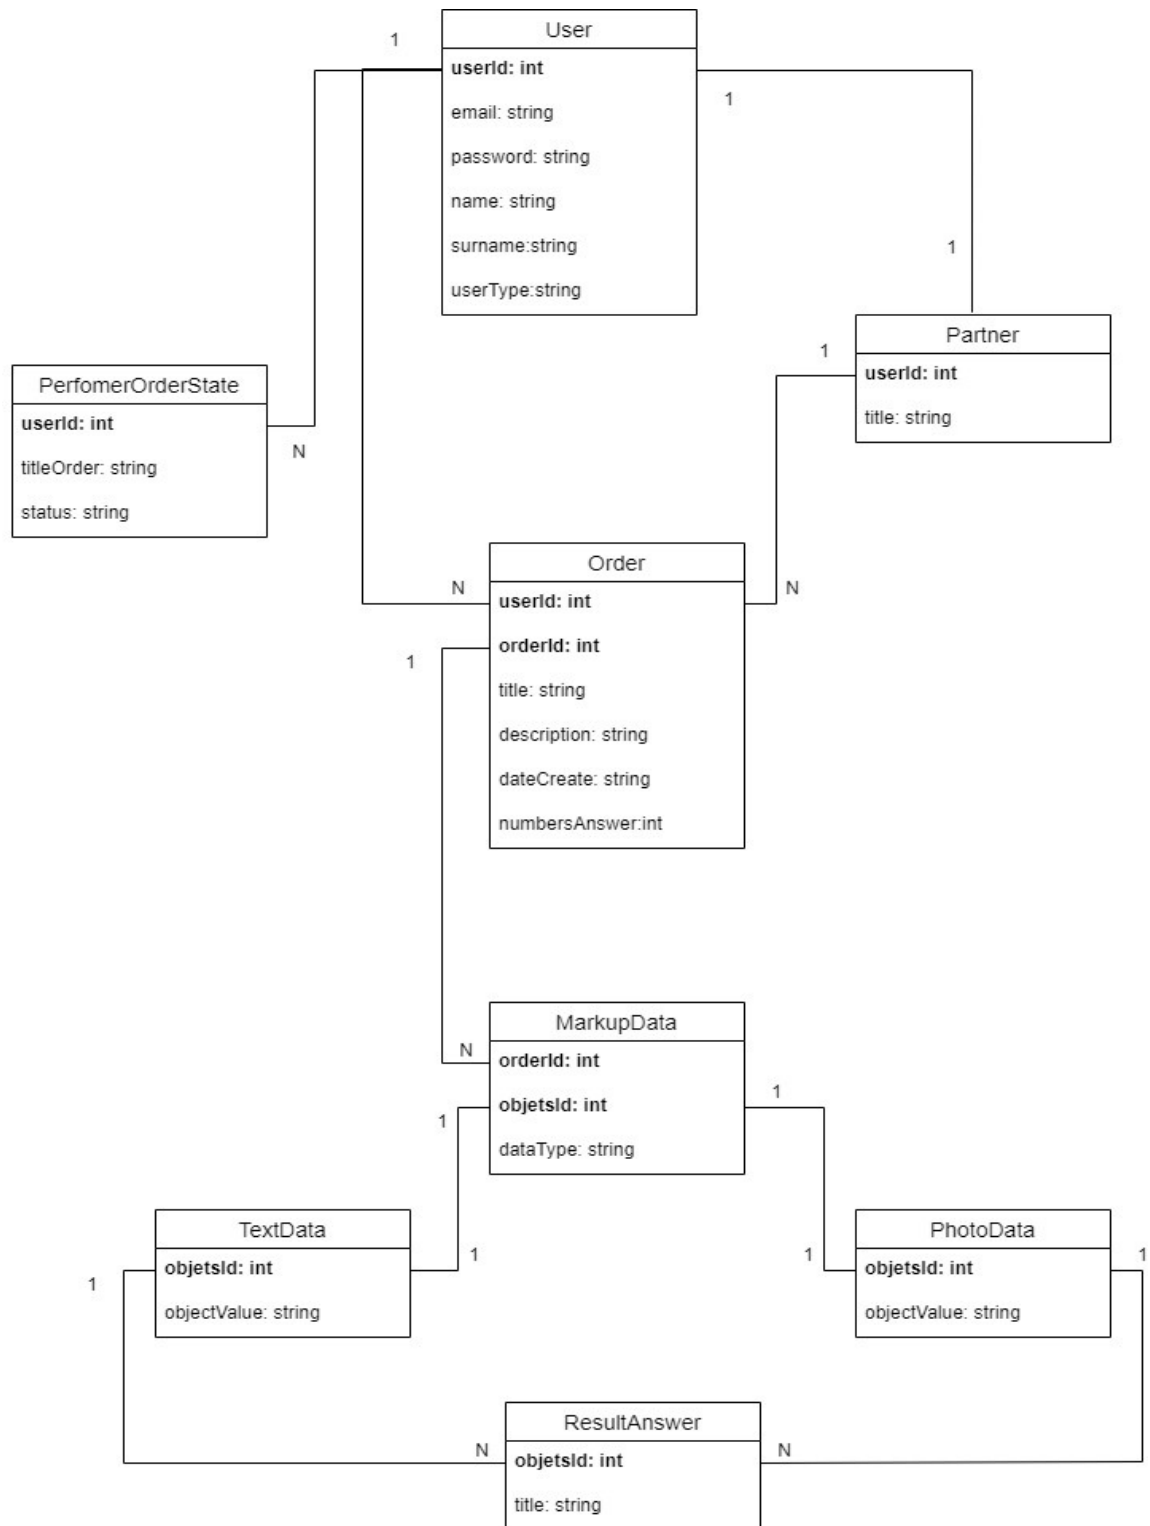 User
userId: int
email: string
password: string
name: string
surname:string
userType:string
1
1
1
Partner
userId: int
title: string
1
PerfomerOrderState
userId: int
titleOrder: string
status: string
N
Order
userId: int
orderId: int
title: string
description: string
dateCreate: string
numbersAnswer:int
N
N
1
MarkupData
orderId: int
objetsId: int
dataType: string
N
1
1
TextData
objetsId: int
objectValue: string
1
1
PhotoData
objetsId: int
objectValue: string
1
1
ResultAnswer
objetsId: int
title: string
N
N